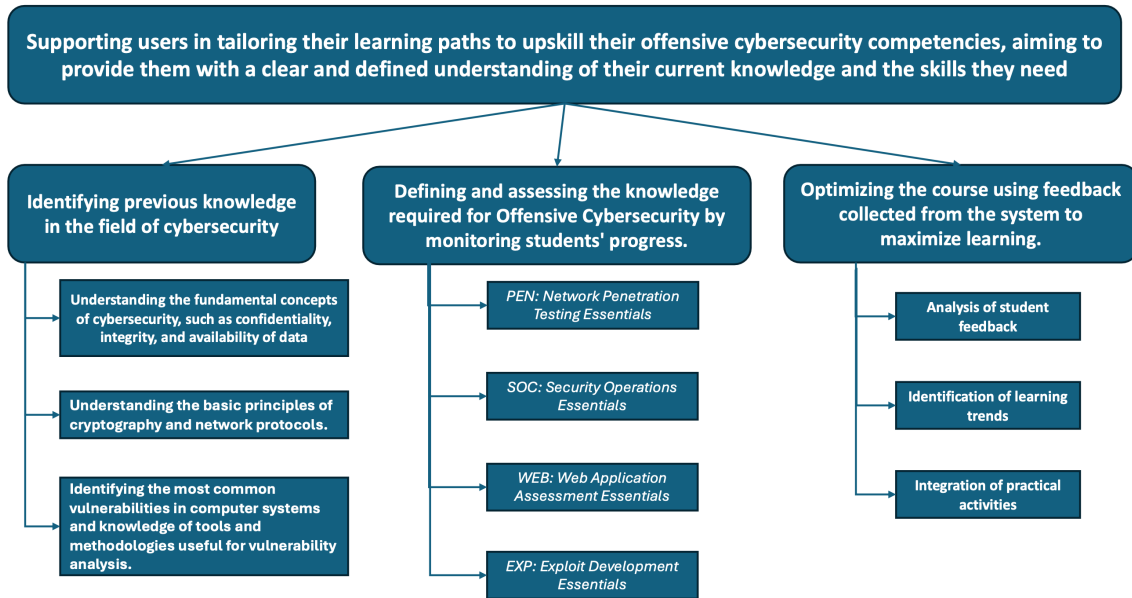 Supporting users in tailoring their learning paths to upskill their offensive cybersecurity competencies, aiming to
provide them with a clear and defined understanding of their current knowledge and the skills they need
Identifying previous knowledge
in the field of cybersecurity
Understanding the fundamental concepts
of cybersecurity, such as confidentiality,
integrity, and availability of data
Understanding the basic principles of
cryptography and network protocols.
Identifying the most common
vulnerabilities in computer systems
and knowledge of tools and
methodologies useful for vulnerability
analysis.
Defining and assessing the knowledge
required for Offensive Cybersecurity by
monitoring students' progress.
PEN: Network Penetration
Testing Essentials
SOC: Security Operations
Essentials
WEB: Web Application
Assessment Essentials
EXP: Exploit Development
Essentials
Optimizing the course using feedback
collected from the system to
maximize learning.
Analysis of student
feedback
Identification of learning
trends
Integration of practical
activities